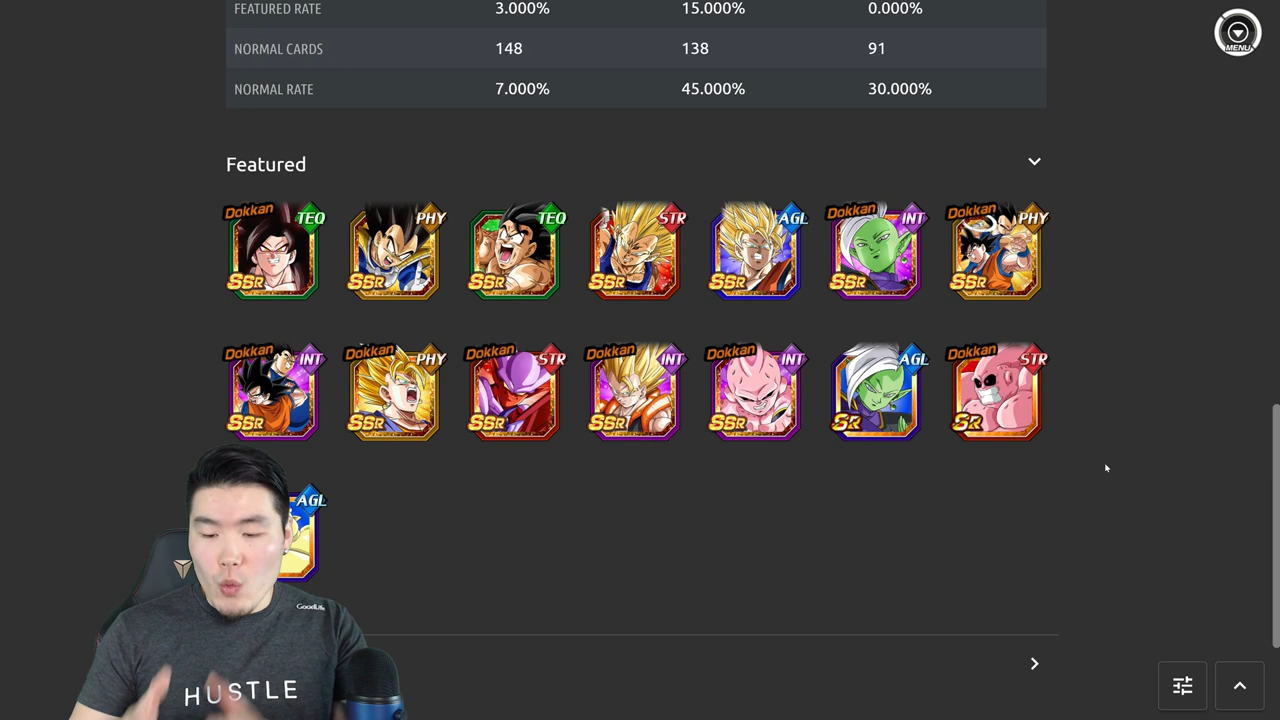 FEATURED RATE 3.000% 15.000% 0.000%
NORMAL CARDS 148 138 91
NORMAL RATE 7.000% 45.000% 30.000%
MENU
Featured
Dokkan TEQ PHY TEQ STR AGL Dokkan INT Dokkan PHY
SSR SSR SSR SSR SSR SSR SSR
Dokkan INT Dokkan PHY Dokkan STR Dokkan INT Dokkan INT AGL Dokkan STR
SSR SSR SSR SSR SSR SR SR
AGL
GoodLife
HUSTLE